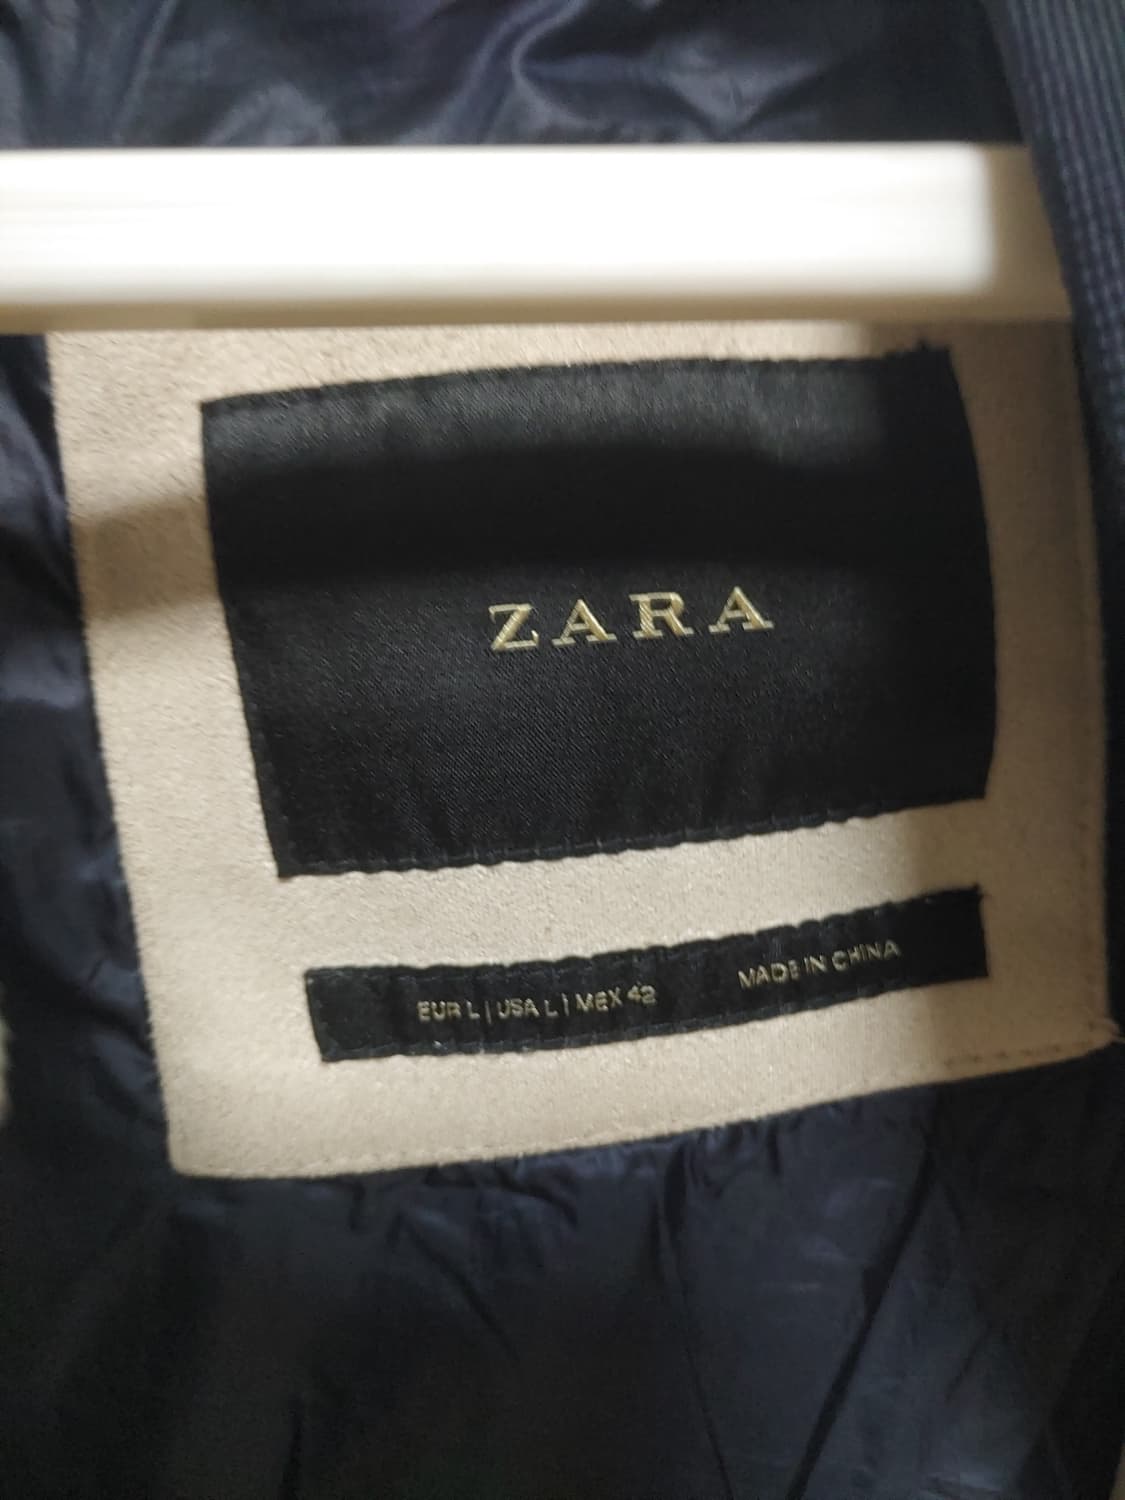 ZARA
EUR L | USA L | MEX 42 MADE IN CHINA